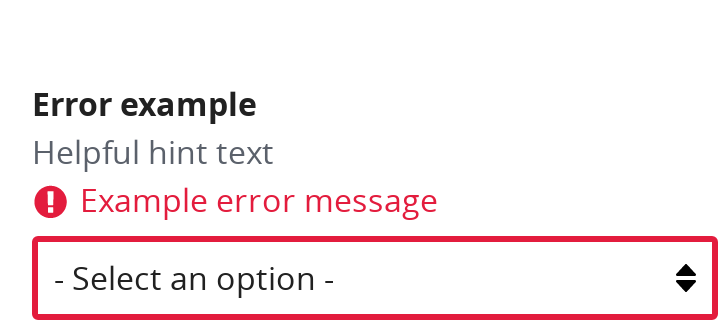 Error example
Helpful hint text
Example error message
- Select an option -